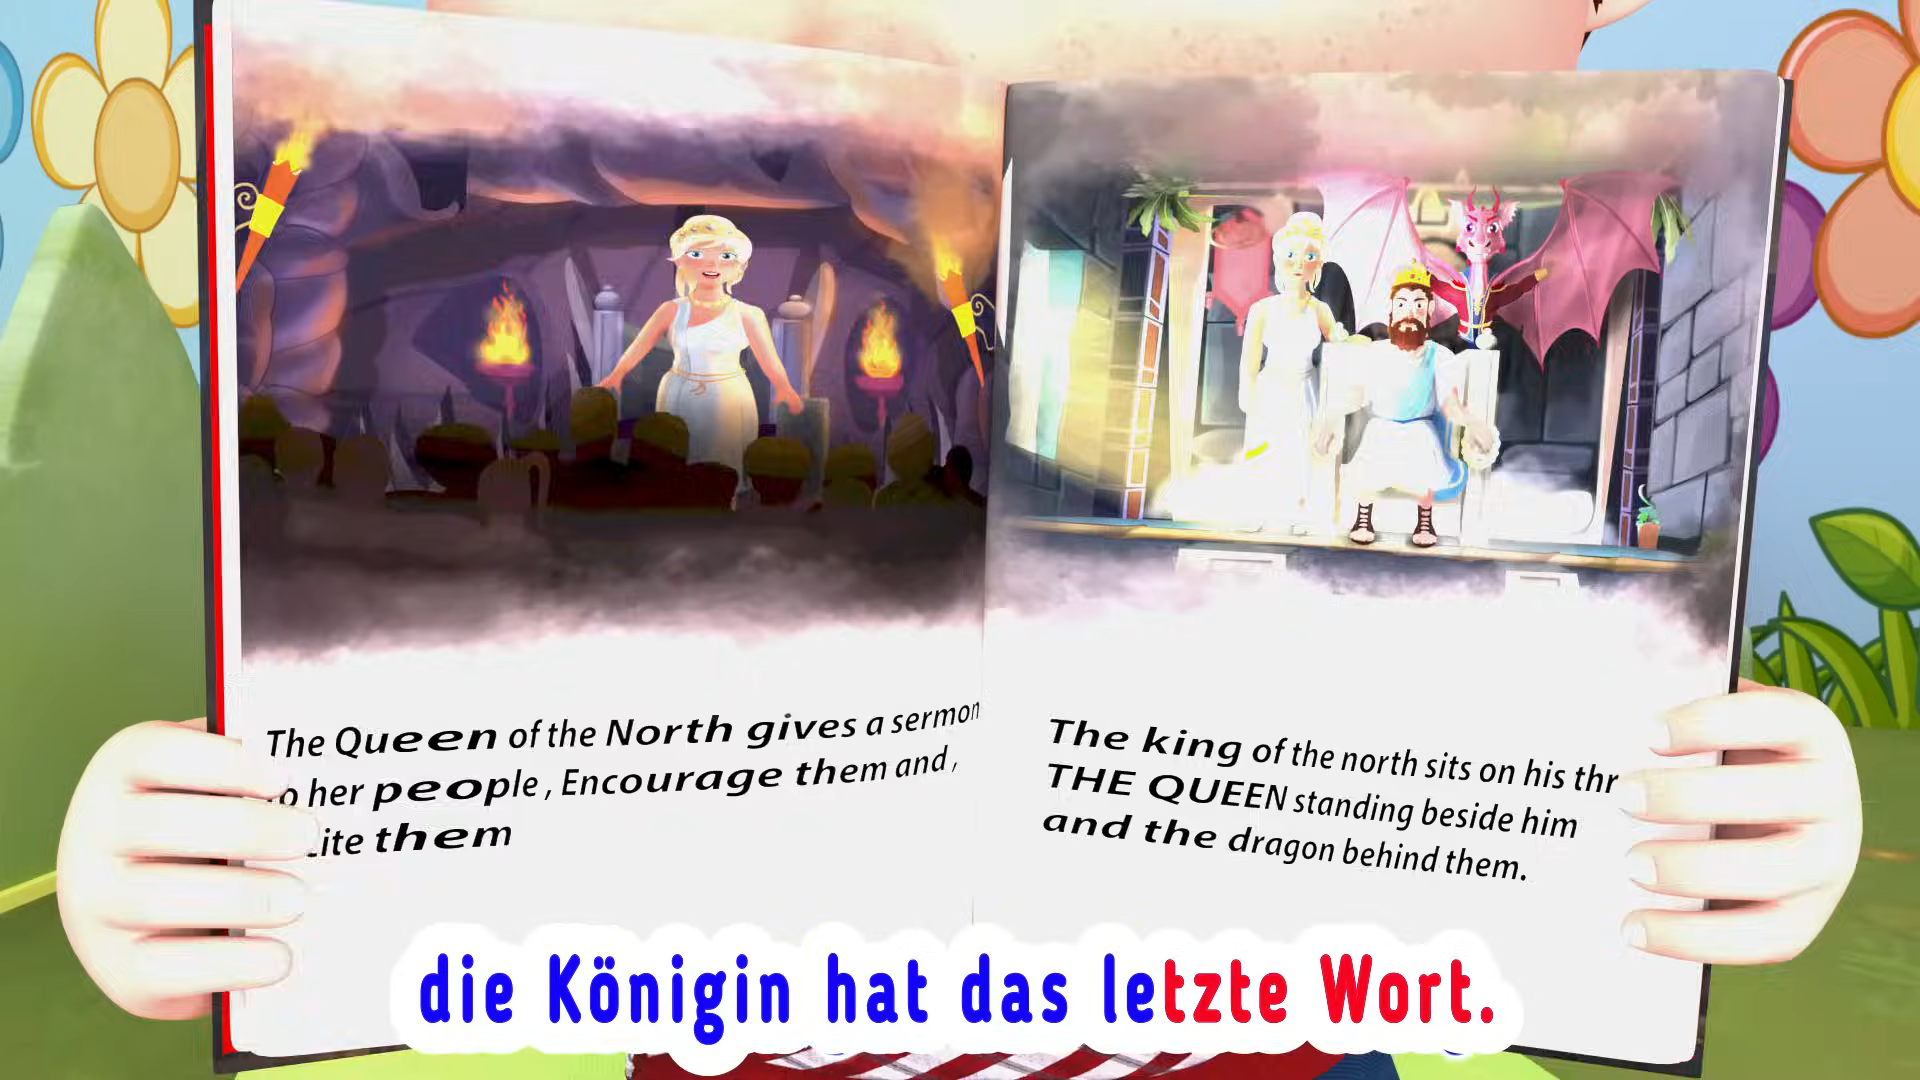 The Queen of the North gives a sermon
to her people, Encourage them and,
them
The king of the north sits on his
THE QUEEN standing beside him
and the dragon behind them.
die Königin hat das letzte Wort.